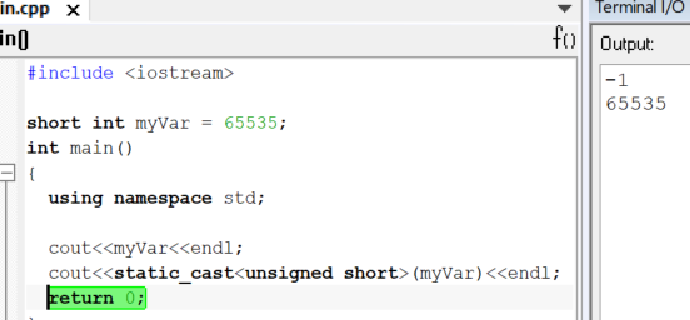 in.cpp x
Terminal I/O
in()
f()
Output:
#include <iostream>
short int myVar = 65535;
int main()
{
using namespace std;
cout<<myVar<<endl;
cout<<static_cast<unsigned short>(myVar)<<endl;
return 0;
-1
65535